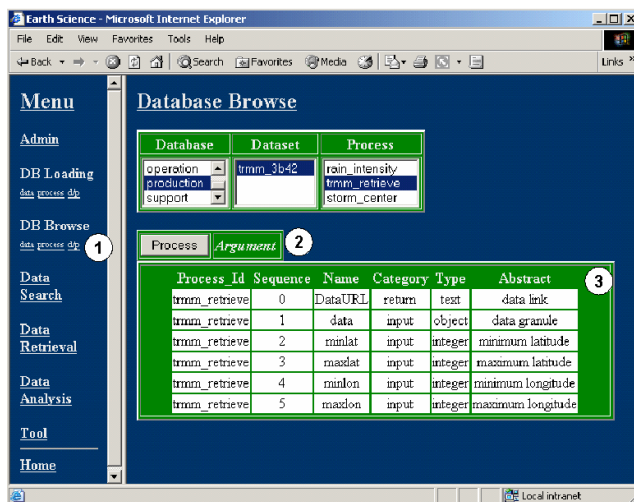 Earth Science - Microsoft Internet Explorer
File Edit View Favorites Tools Help
Back Search Favorites Media Links »
Menu
Admin
DB Loading
data process d/p
DB Browse
data process d/p
1
Data
Search
Data
Retrieval
Data
Analysis
Tool
Home
Database Browse
Database Dataset Process
operation trmm_3b42 rain_intensity
production trmm_retrieve
support storm_center
Process Argument 2
Process_Id Sequence Name Category Type Abstract 3
trmm_retrieve 0 DataURL return text data link
trmm_retrieve 1 data input object data granule
trmm_retrieve 2 minlat input integer minimum latitude
trmm_retrieve 3 maxlat input integer maximum latitude
trmm_retrieve 4 minlon input integer minimum longitude
trmm_retrieve 5 maxlon input integer maximum longitude
Local intranet